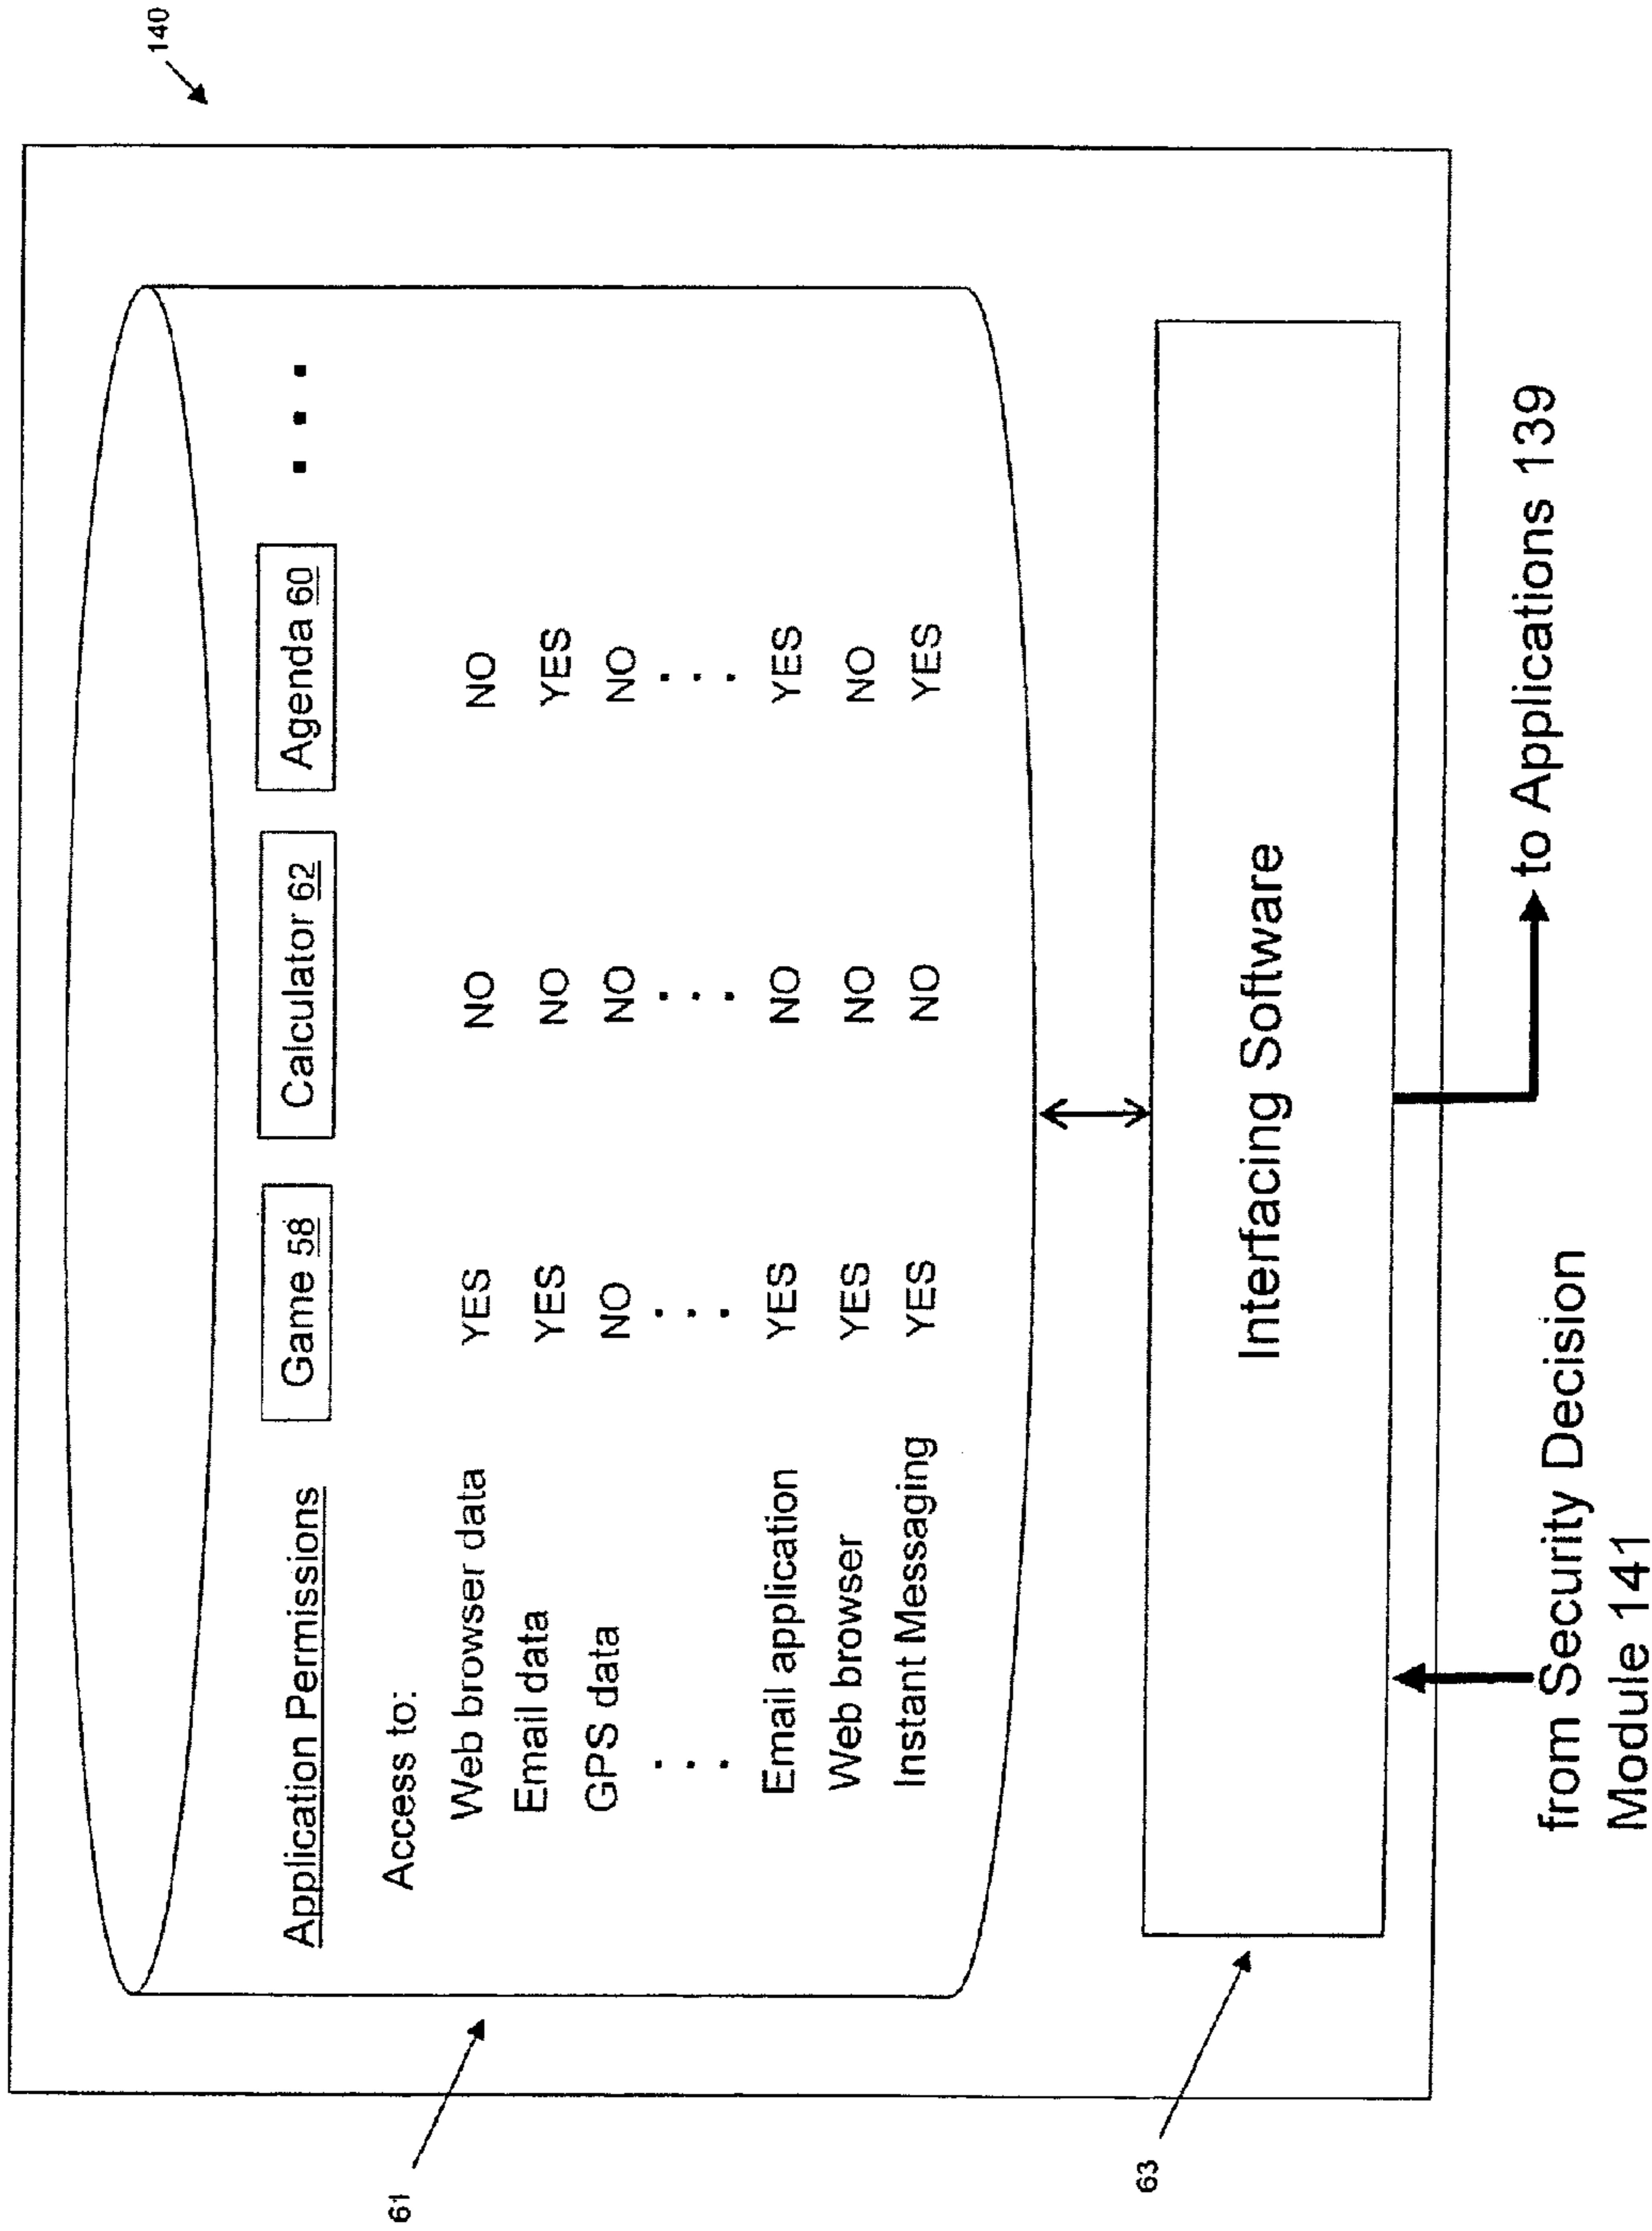 140
Application Permissions Game 58 Calculator 62 Agenda 60 . . .
Access to:
Web browser data YES NO NO
Email data YES NO YES
GPS data NO NO NO
. . . . . . . . . . . .
Email application YES NO YES
Web browser YES NO NO
Instant Messaging YES NO YES
61
Interfacing Software
63
from Security Decision
Module 141
to Applications 139